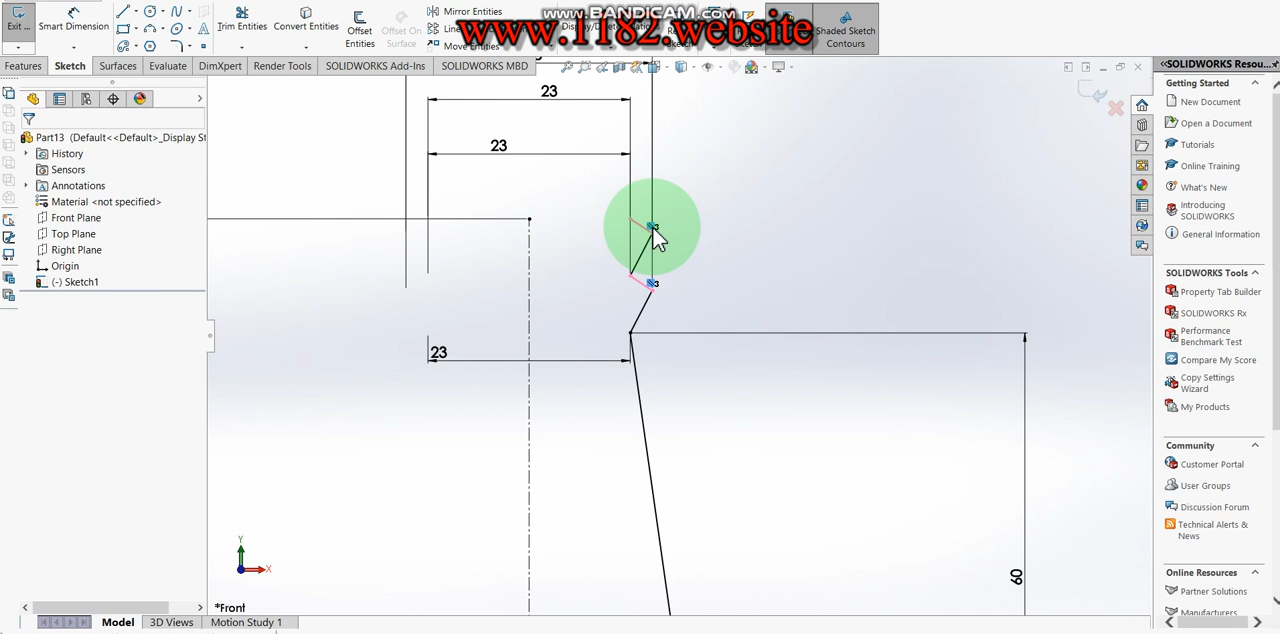 www.BANDICAM.com
www.1182.website
Exit ...
Smart Dimension
Trim Entities
Convert Entities
Offset
Entities
Offset On
Surface
Mirror Entities
Move Entities
Shaded Sketch
Contours
Features
Sketch
Surfaces
Evaluate
DimXpert
Render Tools
SOLIDWORKS Add-Ins
SOLIDWORKS MBD
Part13 (Default<<Default>_Display St
History
Sensors
Annotations
Material <not specified>
Front Plane
Top Plane
Right Plane
Origin
(-) Sketch1
23
23
23
60
3
3
Y
X
*Front
Model
3D Views
Motion Study 1
SOLIDWORKS Resou...
Getting Started
New Document
Open a Document
Tutorials
Online Training
What's New
Introducing
SOLIDWORKS
General Information
SOLIDWORKS Tools
Property Tab Builder
SOLIDWORKS Rx
Performance
Benchmark Test
Compare My Score
Copy Settings
Wizard
My Products
Community
Customer Portal
User Groups
Discussion Forum
Technical Alerts &
News
Online Resources
Partner Solutions
Manufacturers